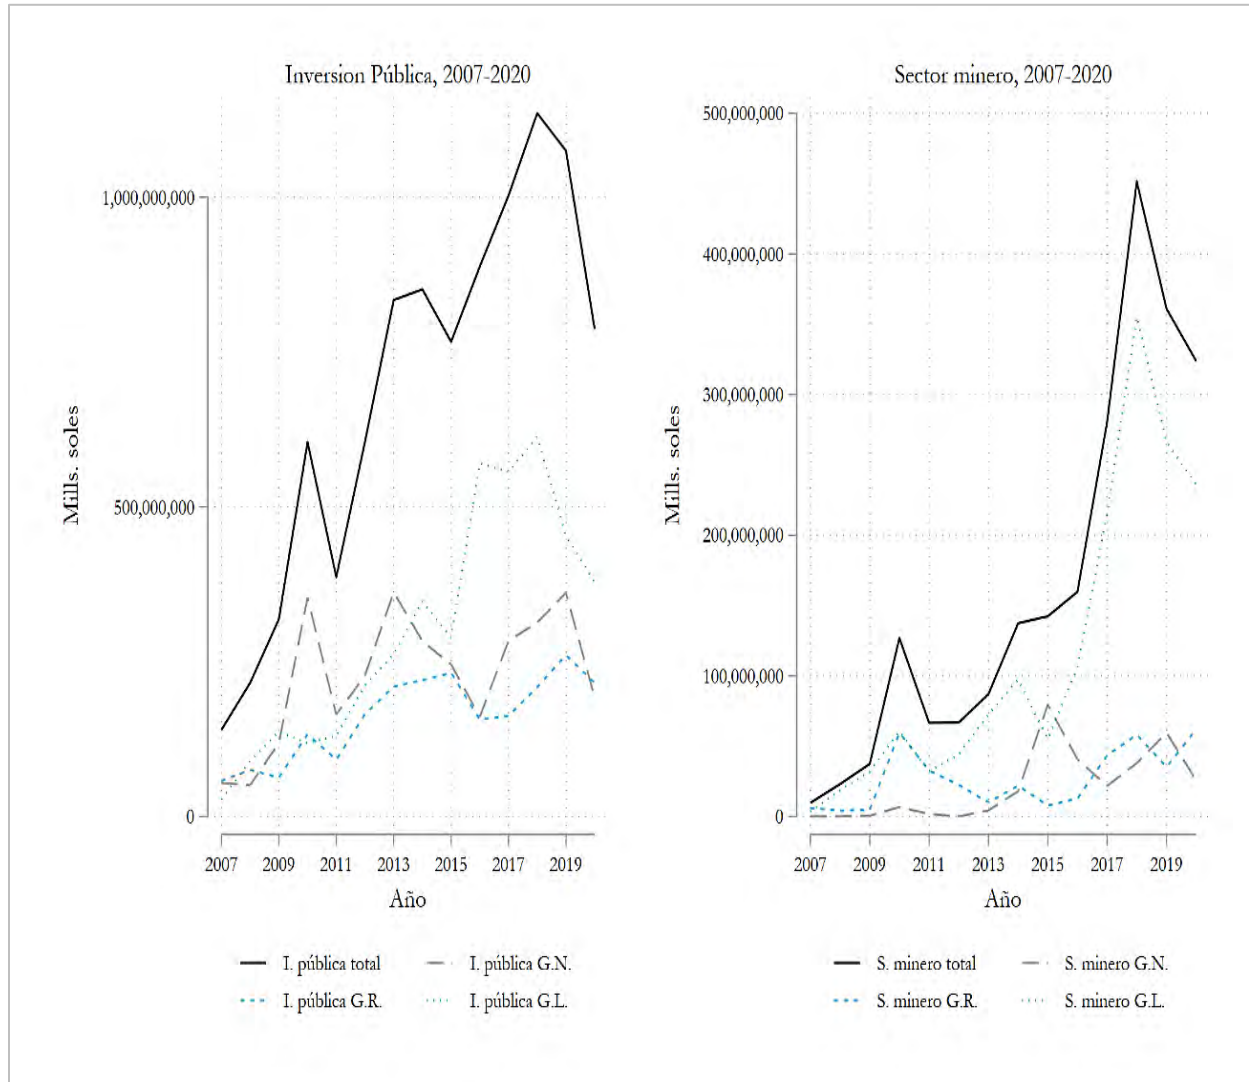 Inversion Pública, 2007-2020
Mills. soles
1,000,000,000
500,000,000
0
2007 2009 2011 2013 2015 2017 2019
Año
I. pública total I. pública G.N.
I. pública G.R. I. pública G.L.
Sector minero, 2007-2020
Mills. soles
500,000,000
400,000,000
300,000,000
200,000,000
100,000,000
0
2007 2009 2011 2013 2015 2017 2019
Año
S. minero total S. minero G.N.
S. minero G.R. S. minero G.L.